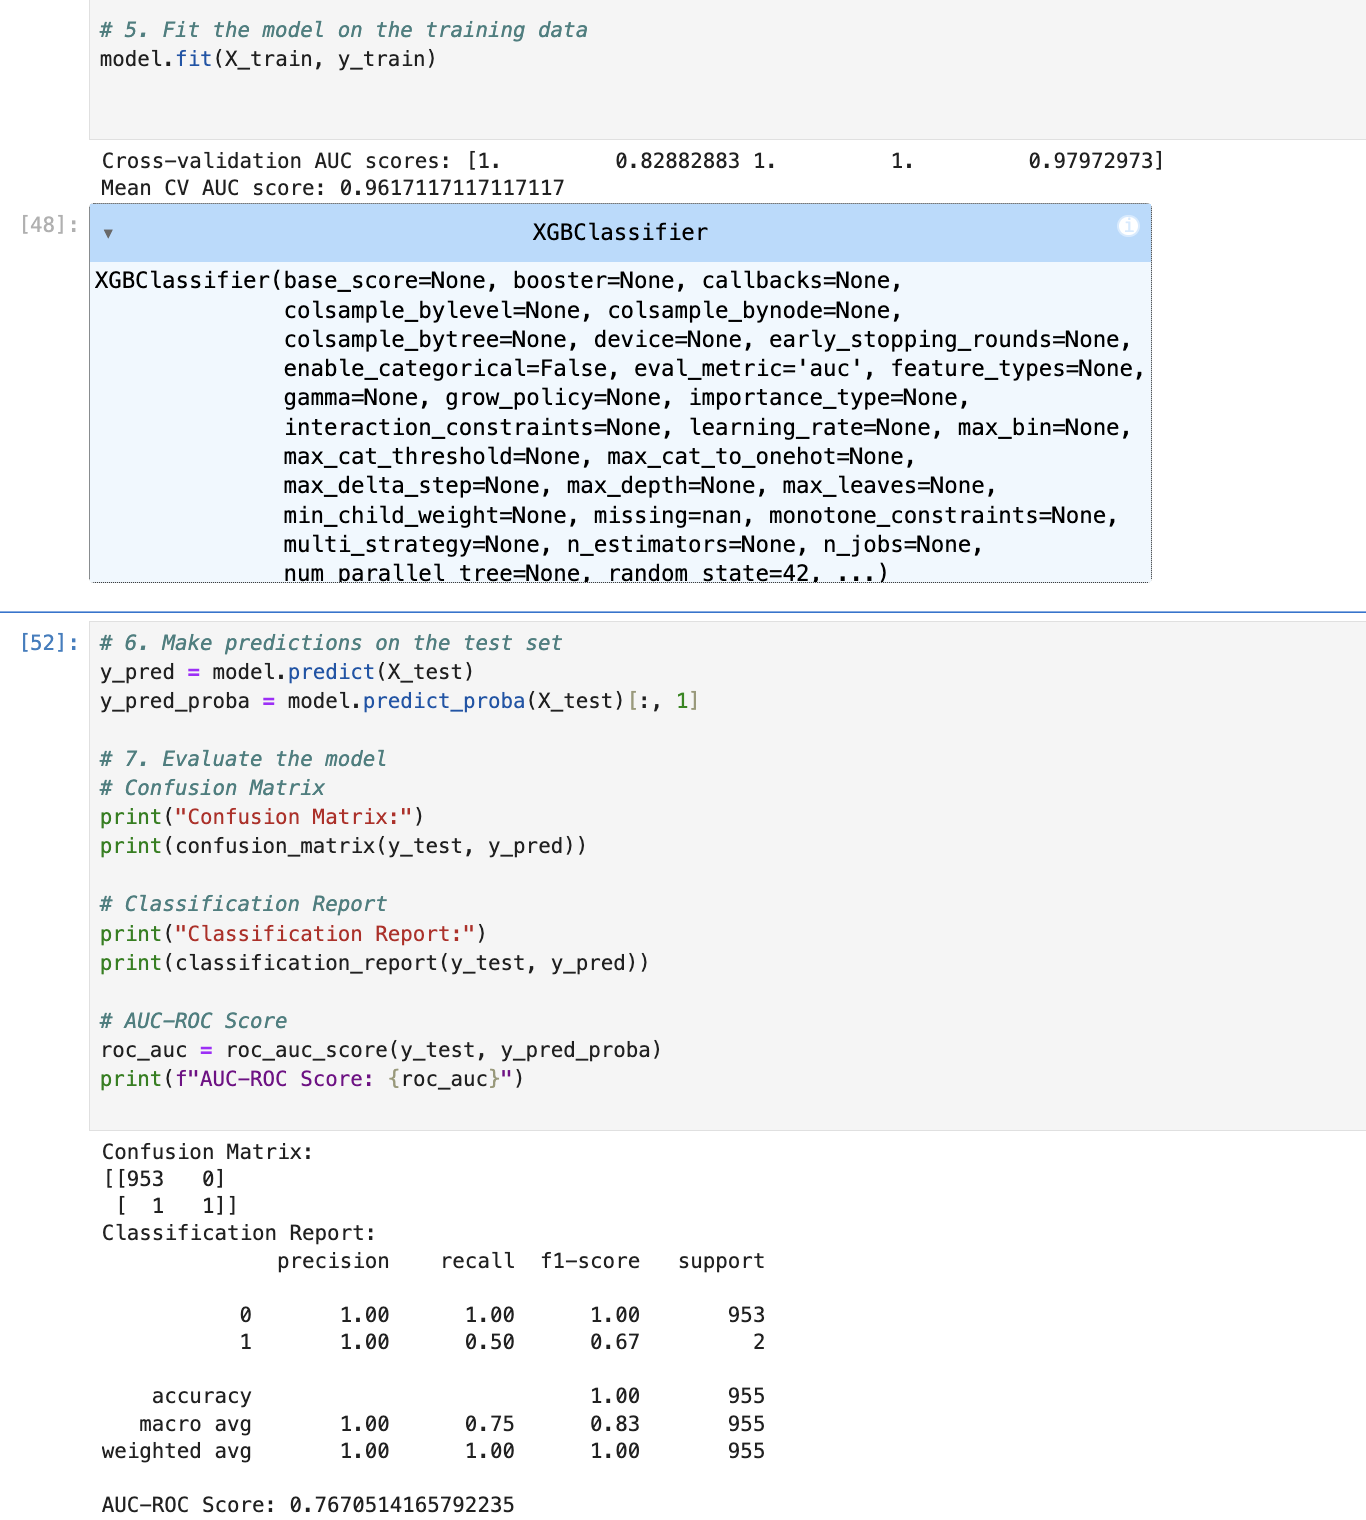 # 5. Fit the model on the training data
model.fit(X_train, y_train)
Cross-validation AUC scores: [1.         0.82882883 1.         1.         0.97972973]
Mean CV AUC score: 0.9617117117117117
[48]:
▼ XGBClassifier i
XGBClassifier(base_score=None, booster=None, callbacks=None,
              colsample_bylevel=None, colsample_bynode=None,
              colsample_bytree=None, device=None, early_stopping_rounds=None,
              enable_categorical=False, eval_metric='auc', feature_types=None,
              gamma=None, grow_policy=None, importance_type=None,
              interaction_constraints=None, learning_rate=None, max_bin=None,
              max_cat_threshold=None, max_cat_to_onehot=None,
              max_delta_step=None, max_depth=None, max_leaves=None,
              min_child_weight=None, missing=nan, monotone_constraints=None,
              multi_strategy=None, n_estimators=None, n_jobs=None,
              num_parallel_tree=None, random_state=42, ...)
[52]: # 6. Make predictions on the test set
y_pred = model.predict(X_test)
y_pred_proba = model.predict_proba(X_test)[:, 1]
# 7. Evaluate the model
# Confusion Matrix
print("Confusion Matrix:")
print(confusion_matrix(y_test, y_pred))
# Classification Report
print("Classification Report:")
print(classification_report(y_test, y_pred))
# AUC-ROC Score
roc_auc = roc_auc_score(y_test, y_pred_proba)
print(f"AUC-ROC Score: {roc_auc}")
Confusion Matrix:
[[953   0]
 [  1   1]]
Classification Report:
              precision    recall  f1-score   support
           0       1.00      1.00      1.00       953
           1       1.00      0.50      0.67         2
    accuracy                           1.00       955
   macro avg       1.00      0.75      0.83       955
weighted avg       1.00      1.00      1.00       955
AUC-ROC Score: 0.7670514165792235